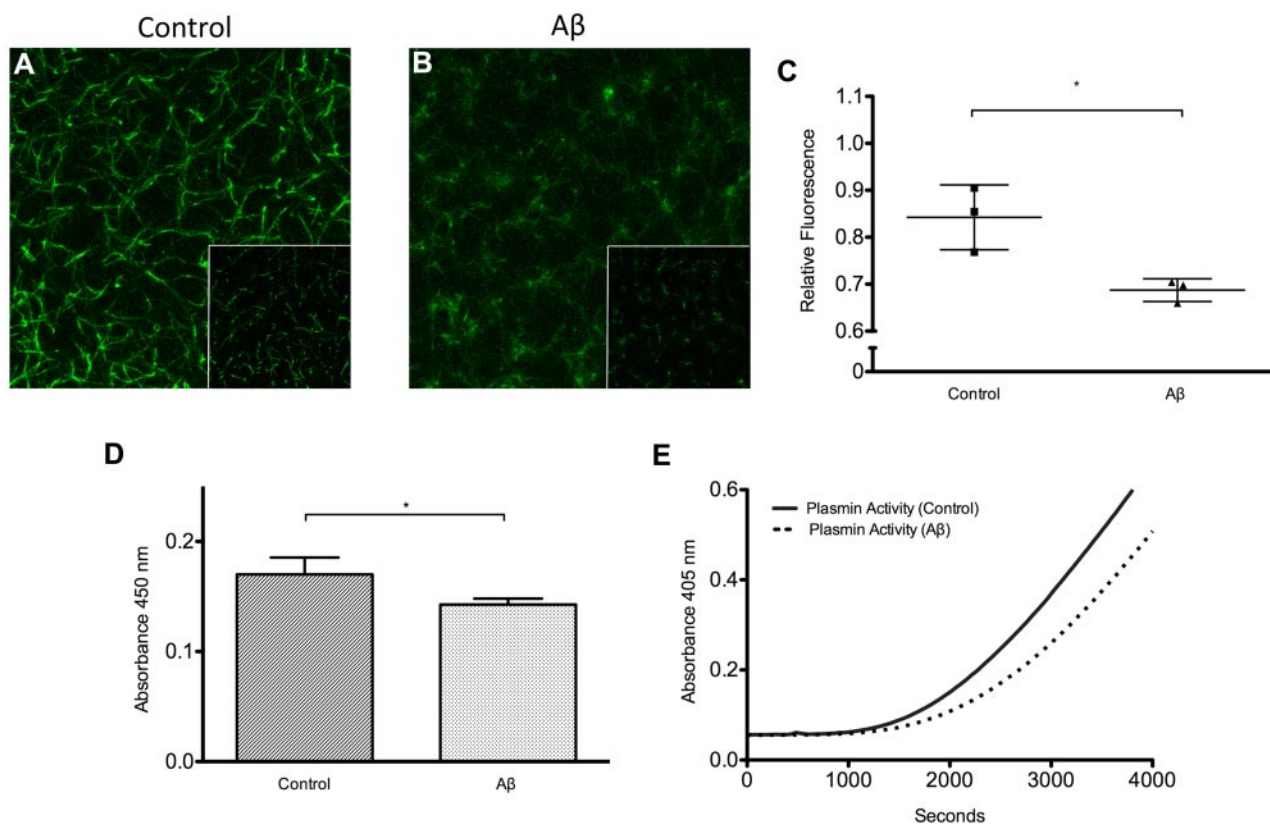 Control
Aβ
A
B
C
*
1.1
1.0
0.9
0.8
0.7
0.6
0
Relative Fluorescence
Control
Aβ
D
*
0.2
0.1
0.0
Absorbance 450 nm
Control
Aβ
E
0.6
0.4
0.2
0.0
Absorbance 405 nm
Plasmin Activity (Control)
Plasmin Activity (Aβ)
0 1000 2000 3000 4000
Seconds